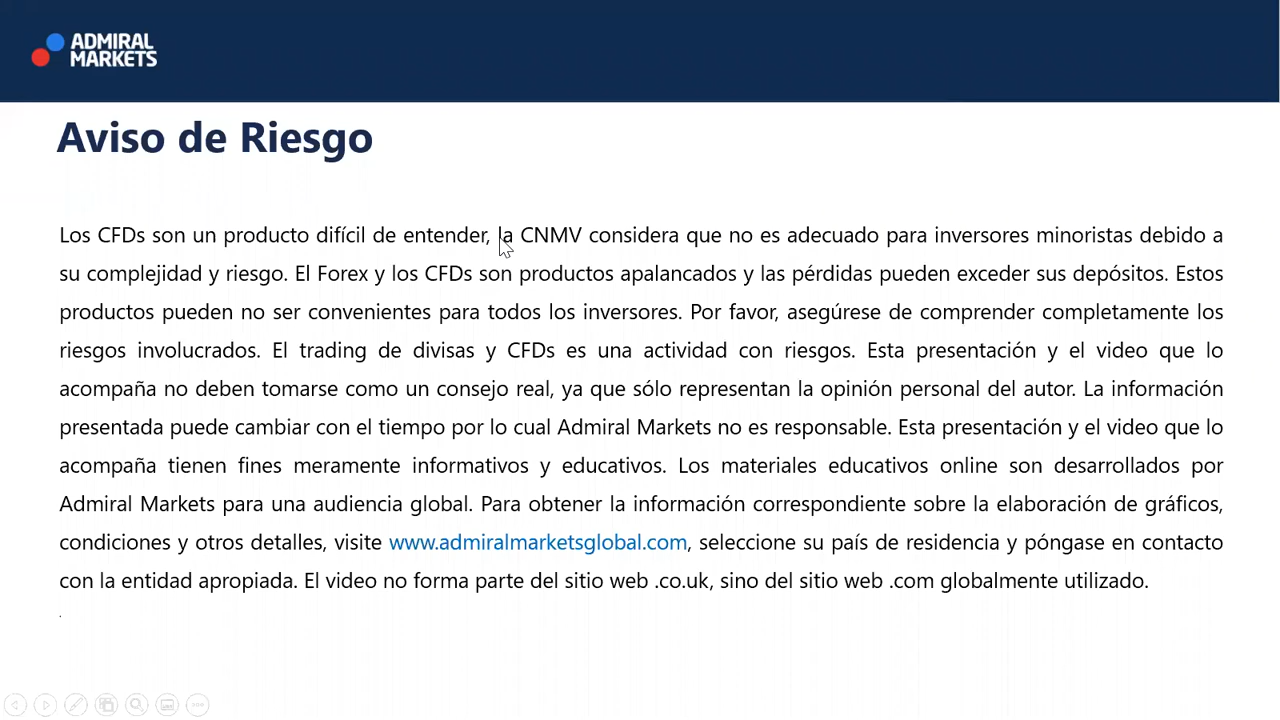 ADMIRAL
MARKETS
Aviso de Riesgo
Los CFDs son un producto difícil de entender, la CNMV considera que no es adecuado para inversores minoristas debido a
su complejidad y riesgo. El Forex y los CFDs son productos apalancados y las pérdidas pueden exceder sus depósitos. Estos
productos pueden no ser convenientes para todos los inversores. Por favor, asegúrese de comprender completamente los
riesgos involucrados. El trading de divisas y CFDs es una actividad con riesgos. Esta presentación y el video que lo
acompaña no deben tomarse como un consejo real, ya que sólo representan la opinión personal del autor. La información
presentada puede cambiar con el tiempo por lo cual Admiral Markets no es responsable. Esta presentación y el video que lo
acompaña tienen fines meramente informativos y educativos. Los materiales educativos online son desarrollados por
Admiral Markets para una audiencia global. Para obtener la información correspondiente sobre la elaboración de gráficos,
condiciones y otros detalles, visite www.admiralmarketsglobal.com, seleccione su país de residencia y póngase en contacto
con la entidad apropiada. El video no forma parte del sitio web .co.uk, sino del sitio web .com globalmente utilizado.
.